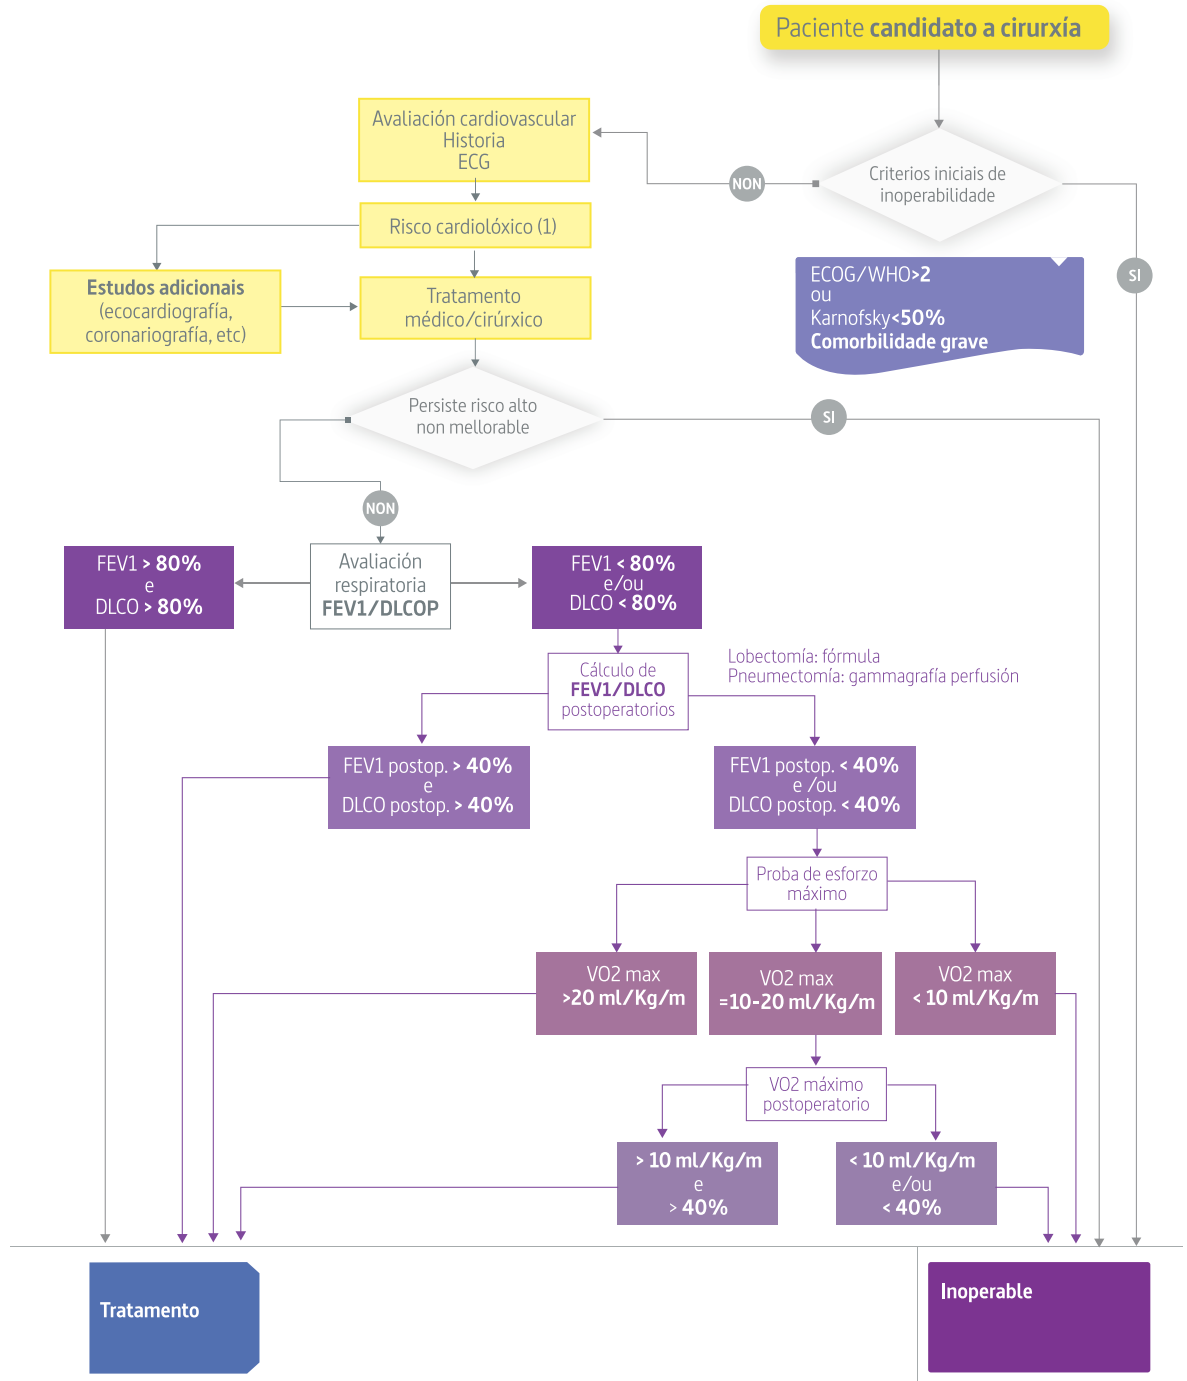 Paciente candidato a cirurxía
Avaliación cardiovascular
Historia
ECG
NON
Criterios iniciais de
inoperabilidade
Risco cardiolóxico (1)
SI
Estudos adicionais
(ecocardiografía,
coronariografía, etc)
Tratamento
médico/cirúrxico
ECOG/WHO>2
ou
Karnofsky<50%
Comorbilidade grave
Persiste risco alto
non mellorable
SI
NON
FEV1 > 80%
e
DLCO > 80%
Avaliación
respiratoria
FEV1/DLCOP
FEV1 < 80%
e/ou
DLCO < 80%
Cálculo de
FEV1/DLCO
postoperatorios
Lobectomía: fórmula
Pneumectomía: gammagrafía perfusión
FEV1 postop. > 40%
e
DLCO postop. > 40%
FEV1 postop. < 40%
e /ou
DLCO postop. < 40%
Proba de esforzo
máximo
VO2 max
>20 ml/Kg/m
VO2 max
=10-20 ml/Kg/m
VO2 max
< 10 ml/Kg/m
VO2 máximo
postoperatorio
> 10 ml/Kg/m
e
> 40%
< 10 ml/Kg/m
e/ou
< 40%
Tratamento
Inoperable